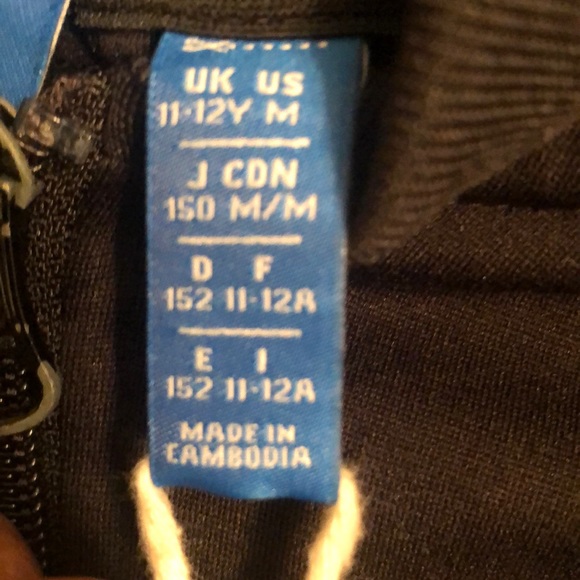 UK US
11-12Y M
J CDN
150 M/M
D F
152 11-12A
E I
152 11-12A
MADE IN
CAMBODIA